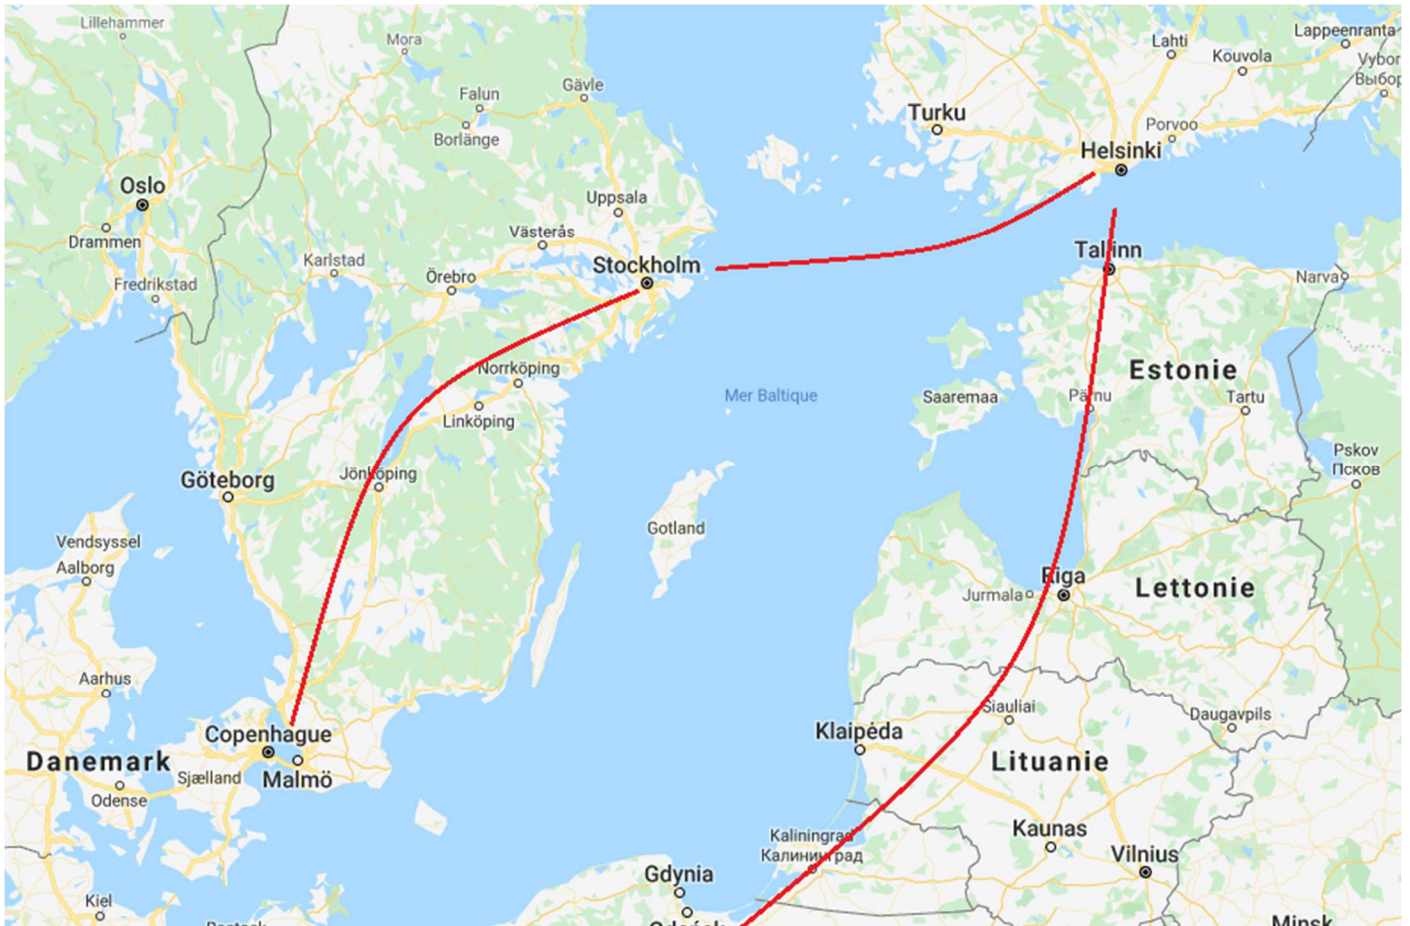 Lillehammer
Mora
Lahti
Lappeenranta
Kouvola
Vybor
Выбор
Falun
Gävle
Turku
Borlänge
Porvoo
Helsinki
Oslo
Uppsala
Drammen
Västerås
Karlstad
Örebro
Stockholm
Tallinn
Narva
Fredrikstad
Norrköping
Estonie
Mer Baltique
Saaremaa
Pärnu
Tartu
Linköping
Pskov
Псков
Göteborg
Jönköping
Gotland
Vendsyssel
Aalborg
Riga
Jurmala
Lettonie
Aarhus
Siauliai
Daugavpils
Copenhague
Klaipėda
Danemark
Sjælland
Malmö
Lituanie
Odense
Kaliningrad
Калининград
Kaunas
Vilnius
Gdynia
Kiel
Gdańsk
Rostock
Minsk